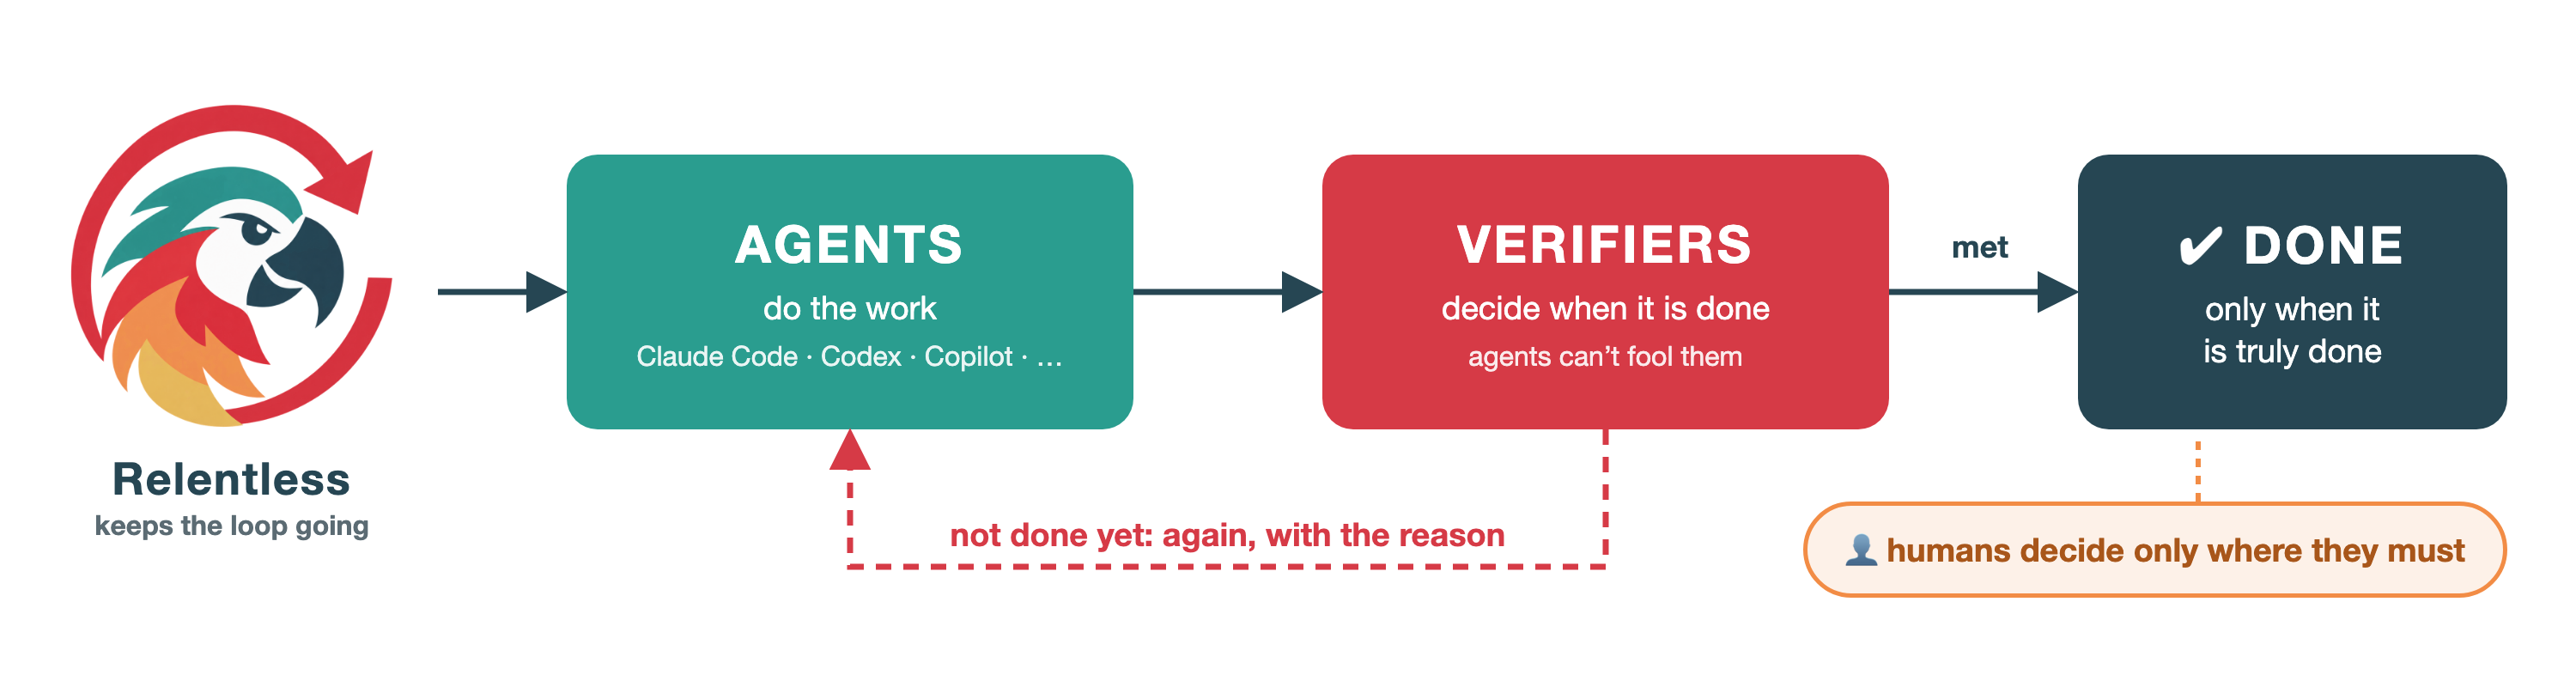 Relentless
keeps the loop going
AGENTS
do the work
Claude Code · Codex · Copilot · …
VERIFIERS
decide when it is done
agents can’t fool them
not done yet: again, with the reason
met
✔ DONE
only when it
is truly done
👤 humans decide only where they must